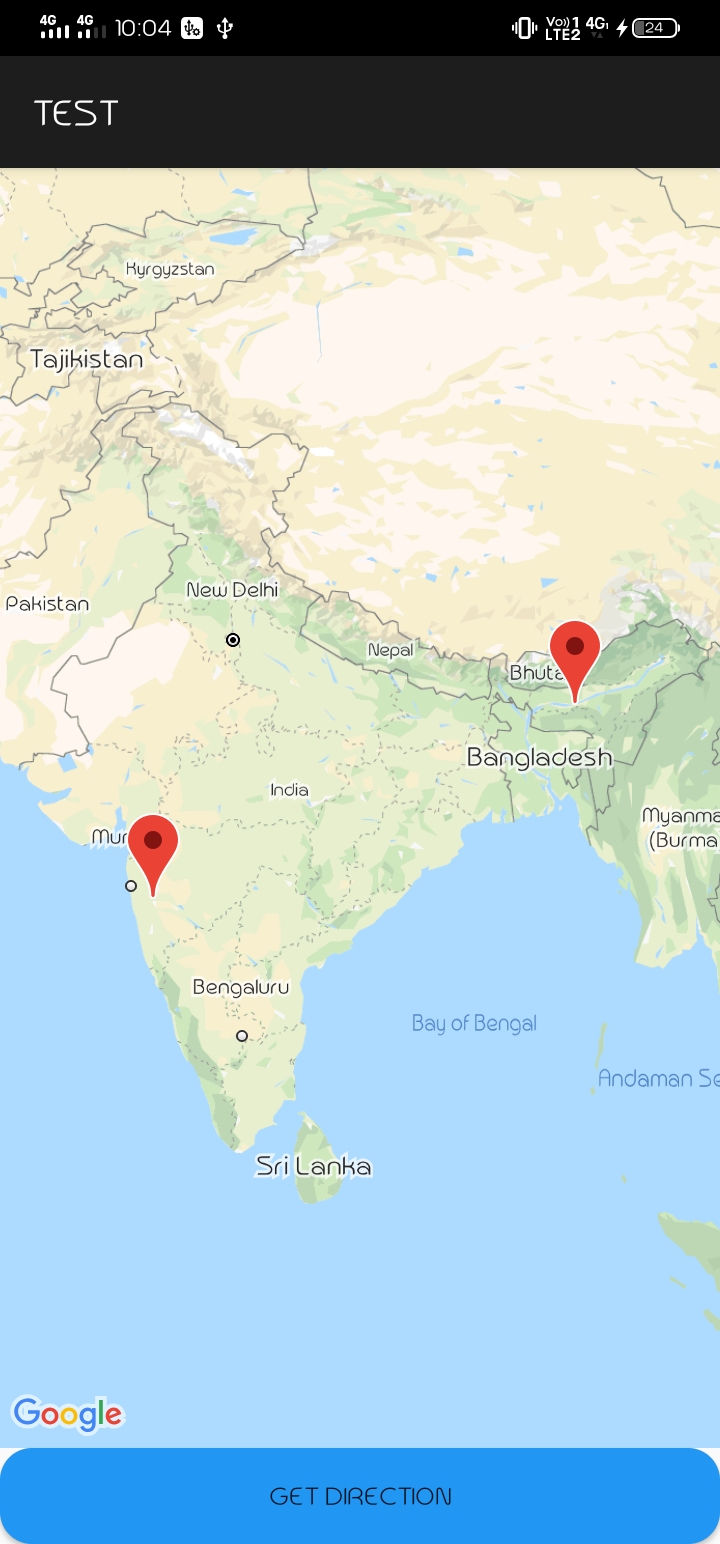 4G 4G 10:04 Vo)) 1 4G
LTE2 24
TEST
Kyrgyzstan
Tajikistan
New Delhi
Pakistan
Nepal
Bhuta
Bangladesh
India
Myanma
(Burma
Mu
Bengaluru
Bay of Bengal
Andaman Se
Sri Lanka
Google
GET DIRECTION